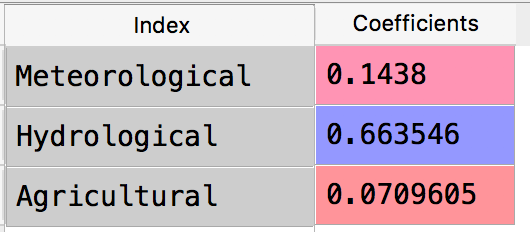 Index Coefficients
Meteorological 0.1438
Hydrological 0.663546
Agricultural 0.0709605